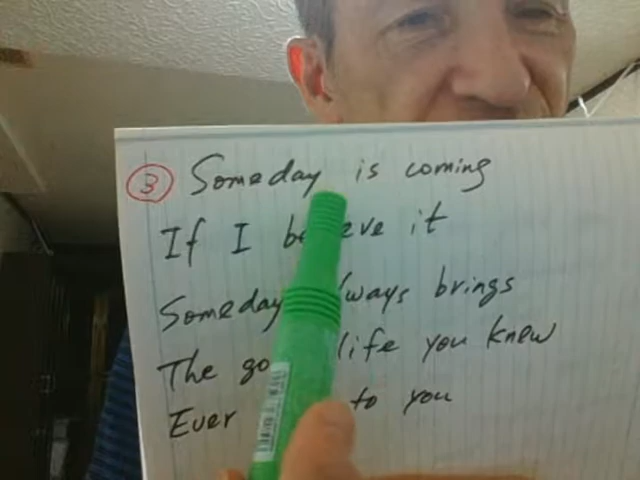 ③ Someday is coming
If I it
Someday brings
The life you knew
Ever to you